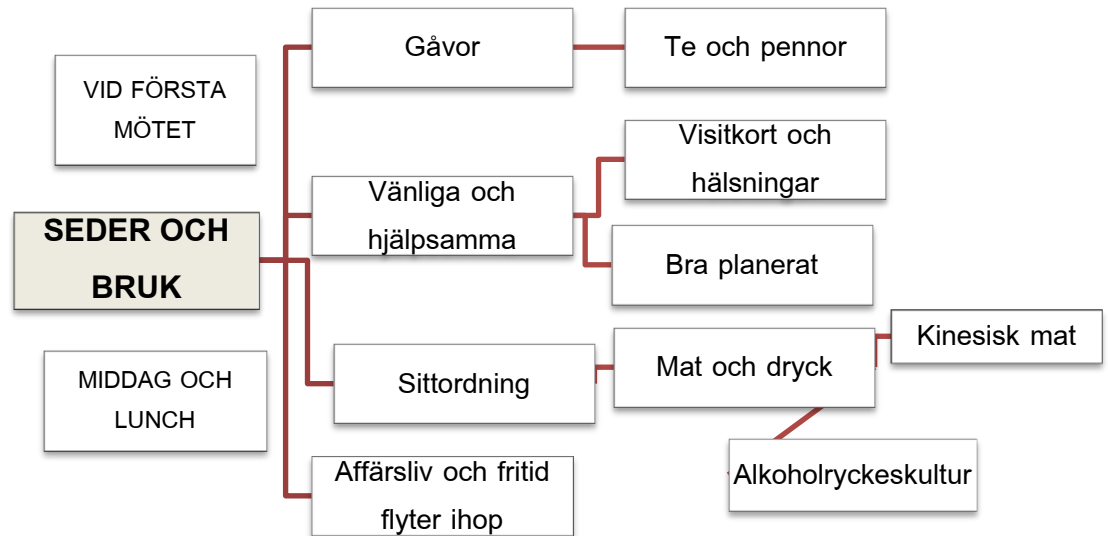 VID FÖRSTA
MÖTET
SEDER OCH
BRUK
MIDDAG OCH
LUNCH
Gåvor
Te och pennor
Vänliga och
hjälpsamma
Visitkort och
hälsningar
Bra planerat
Sittordning
Mat och dryck
Kinesisk mat
Alkoholryckeskultur
Affärsliv och fritid
flyter ihop